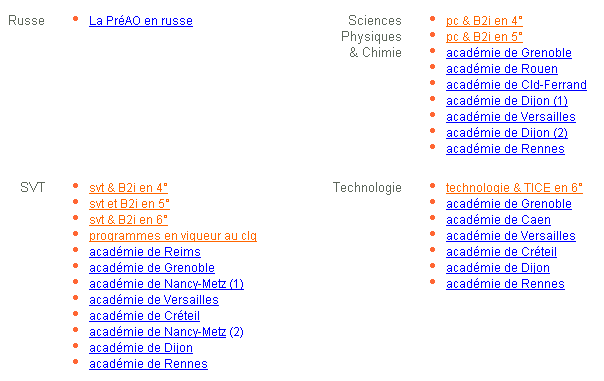 Russe
La PréAO en russe
Sciences
Physiques
& Chimie
pc & B2i en 4°
pc & B2i en 5°
académie de Grenoble
académie de Rouen
académie de Cld-Ferrand
académie de Dijon (1)
académie de Versailles
académie de Dijon (2)
académie de Rennes
SVT
svt & B2i en 4°
svt et B2i en 5°
svt & B2i en 6°
programmes en vigueur au clg
académie de Reims
académie de Grenoble
académie de Nancy-Metz (1)
académie de Versailles
académie de Créteil
académie de Nancy-Metz (2)
académie de Dijon
académie de Rennes
Technologie
technologie & TICE en 6°
académie de Grenoble
académie de Caen
académie de Versailles
académie de Créteil
académie de Dijon
académie de Rennes